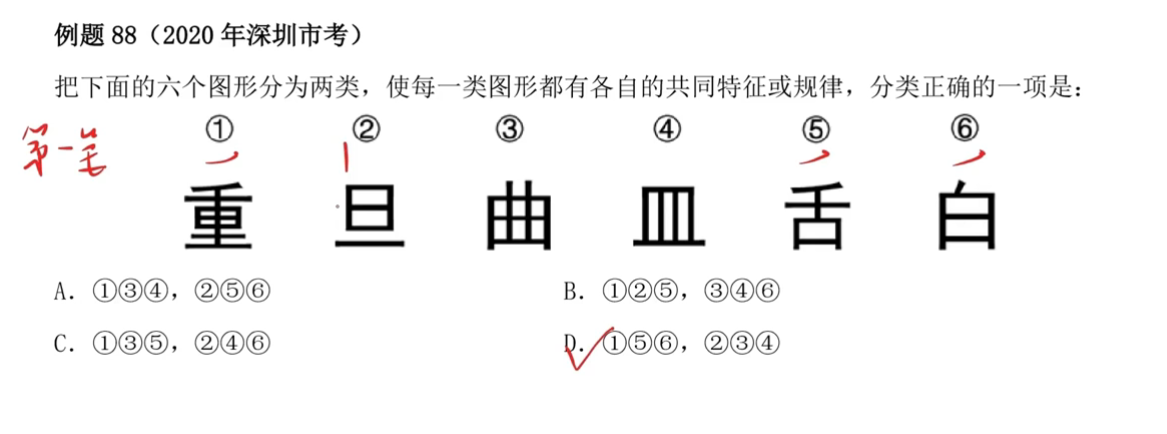 例题 88（2020 年深圳市考）
把下面的六个图形分为两类，使每一类图形都有各自的共同特征或规律，分类正确的一项是：
第一笔
① ② ③ ④ ⑤ ⑥
重 旦 曲 皿 舌 白
A. ①③④，②⑤⑥ B. ①②⑤，③④⑥
C. ①③⑤，②④⑥ D. ①⑤⑥，②③④